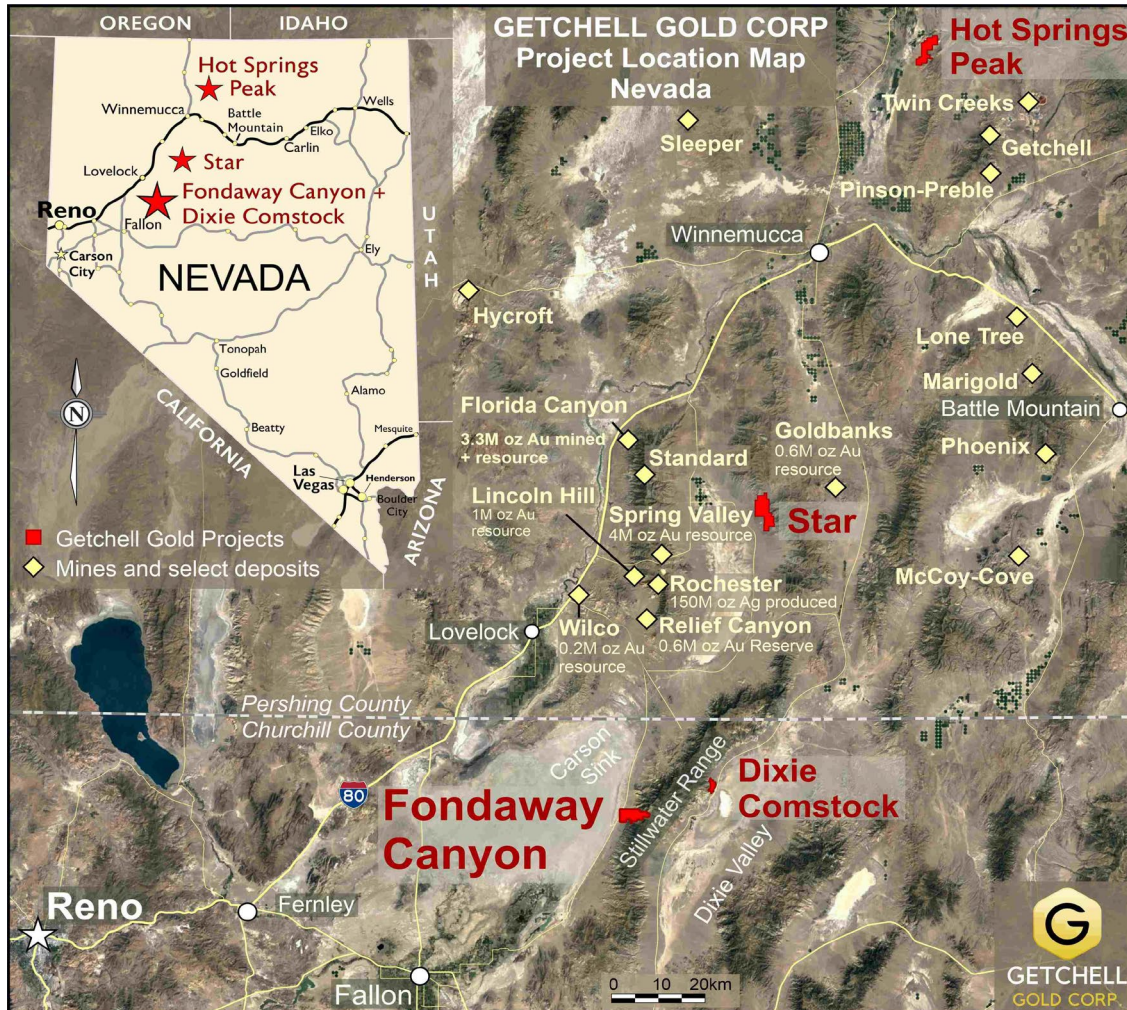 OREGON
IDAHO
Hot Springs
Peak
Winnemucca
Battle
Mountain
Wells
Elko
Carlin
Lovelock
Star
Fondaway Canyon +
Dixie Comstock
Reno
Fallon
Carson
City
Ely
UTAH
NEVADA
Tonopah
Goldfield
CALIFORNIA
Alamo
Beatty
Mesquite
Las
Vegas
Henderson
Boulder
City
ARIZONA
N
Getchell Gold Projects
Mines and select deposits
GETCHELL GOLD CORP
Project Location Map
Nevada
Hot Springs
Peak
Twin Creeks
Sleeper
Getchell
Pinson-Preble
Winnemucca
Hycroft
Lone Tree
Marigold
Battle Mountain
Florida Canyon
3.3M oz Au mined
+ resource
Goldbanks
0.6M oz Au
resource
Phoenix
Standard
Lincoln Hill
1M oz Au
resource
Spring Valley
4M oz Au resource
Star
McCoy-Cove
Rochester
150M oz Ag produced
Lovelock
Wilco
0.2M oz Au
resource
Relief Canyon
0.6M oz Au Reserve
Pershing County
Churchill County
Carson
Sink
80
Fondaway
Canyon
Stillwater Range
Dixie
Comstock
Dixie Valley
Reno
Fernley
Fallon
0 10 20km
G
GETCHELL
GOLD CORP.